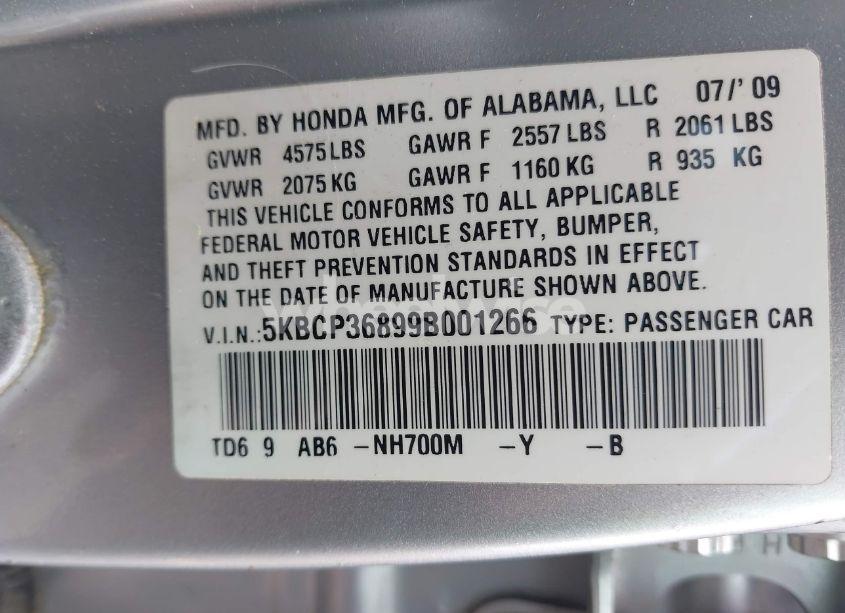 MFD. BY HONDA MFG. OF ALABAMA, LLC 07/' 09
GVWR 4575 LBS GAWR F 2557 LBS R 2061 LBS
GVWR 2075 KG GAWR F 1160 KG R 935 KG
THIS VEHICLE CONFORMS TO ALL APPLICABLE
FEDERAL MOTOR VEHICLE SAFETY, BUMPER,
AND THEFT PREVENTION STANDARDS IN EFFECT
ON THE DATE OF MANUFACTURE SHOWN ABOVE.
V.I.N.:5KBCP36899B001266 TYPE: PASSENGER CAR
TD6 9 AB6 -NH700M -Y -B